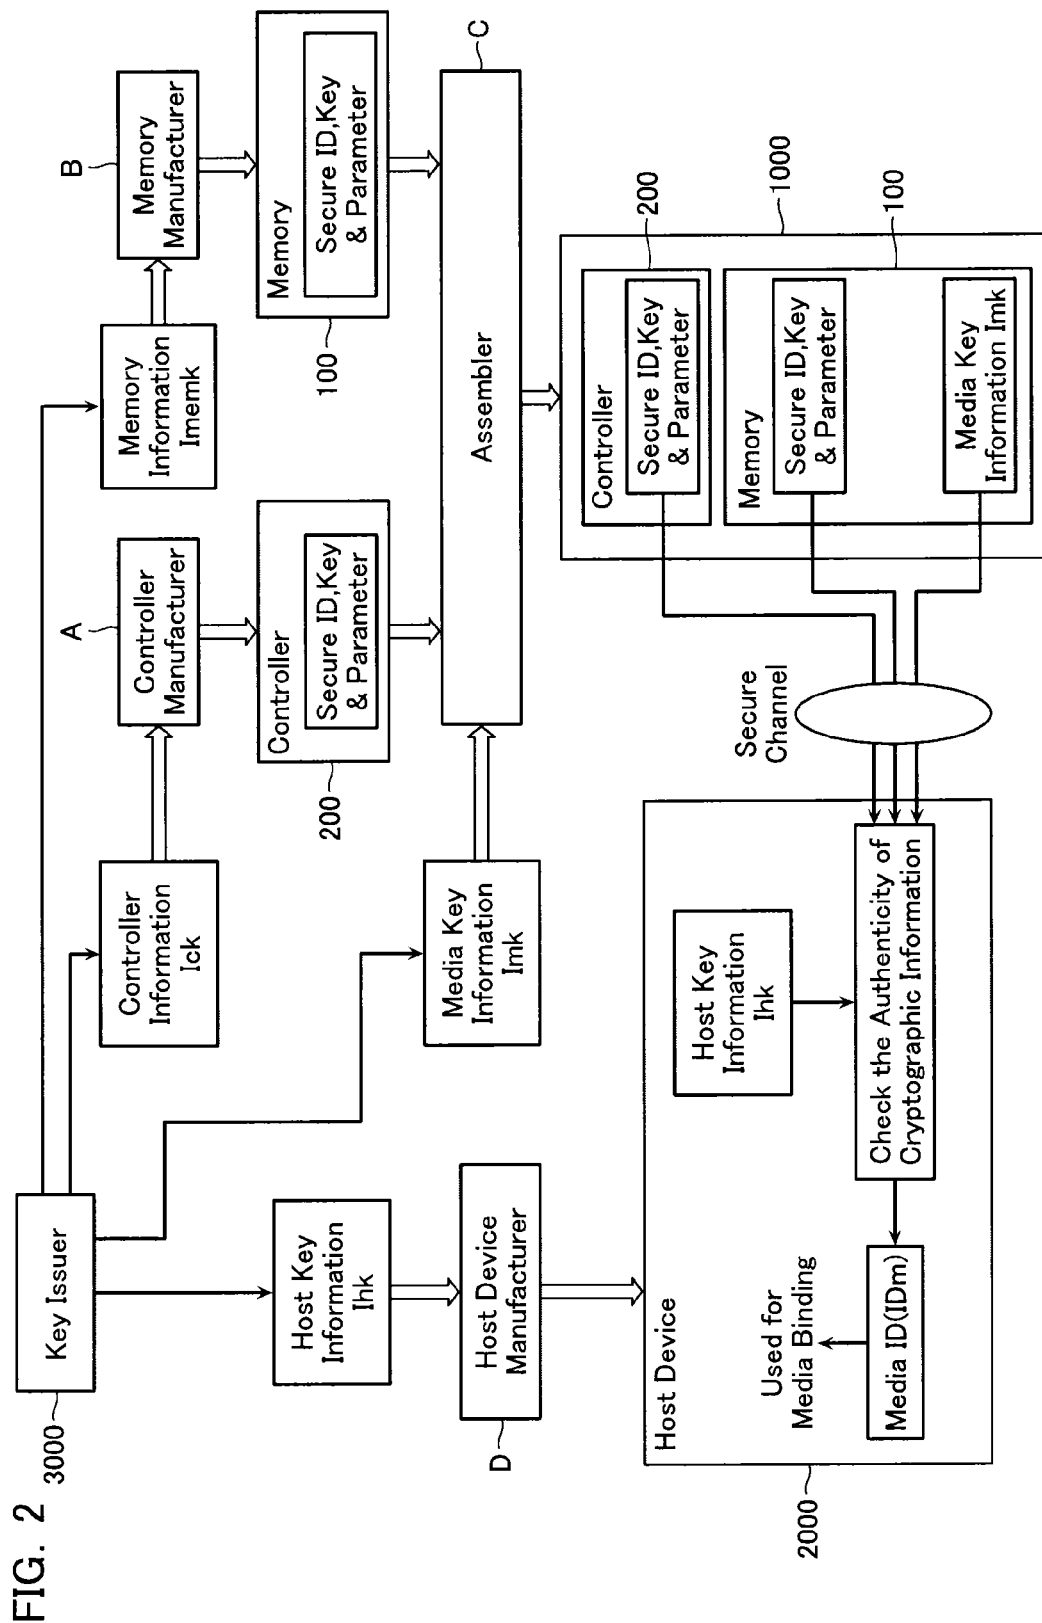 FIG. 2
3000
Key Issuer
Host Key
Information
Ihk
D
Host Device
Manufacturer
Controller
Information
Ick
Media Key
Information
Imk
A
Controller
Manufacturer
200
Controller
Secure ID,Key
& Parameter
Memory
Information
Imemk
B
Memory
Manufacturer
100
Memory
Secure ID,Key
& Parameter
C
Assembler
2000
Host Device
Used for
Media Binding
Media ID(IDm)
Host Key
Information
Ihk
Check the Authenticity of
Cryptographic Information
Secure
Channel
Controller
Secure ID,Key
& Parameter
200
1000
Memory
Secure ID,Key
& Parameter
100
Media Key
Information Imk